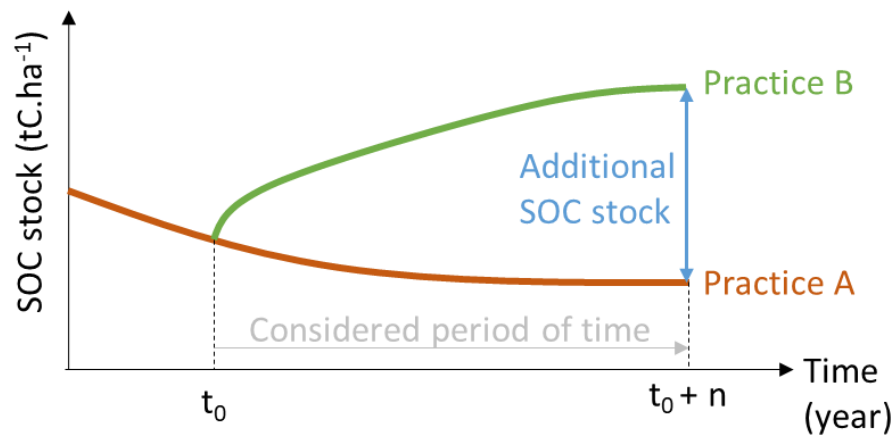 SOC stock (tC.ha⁻¹)
Practice B
Additional
SOC stock
Practice A
Considered period of time
t₀
t₀ + n
Time
(year)